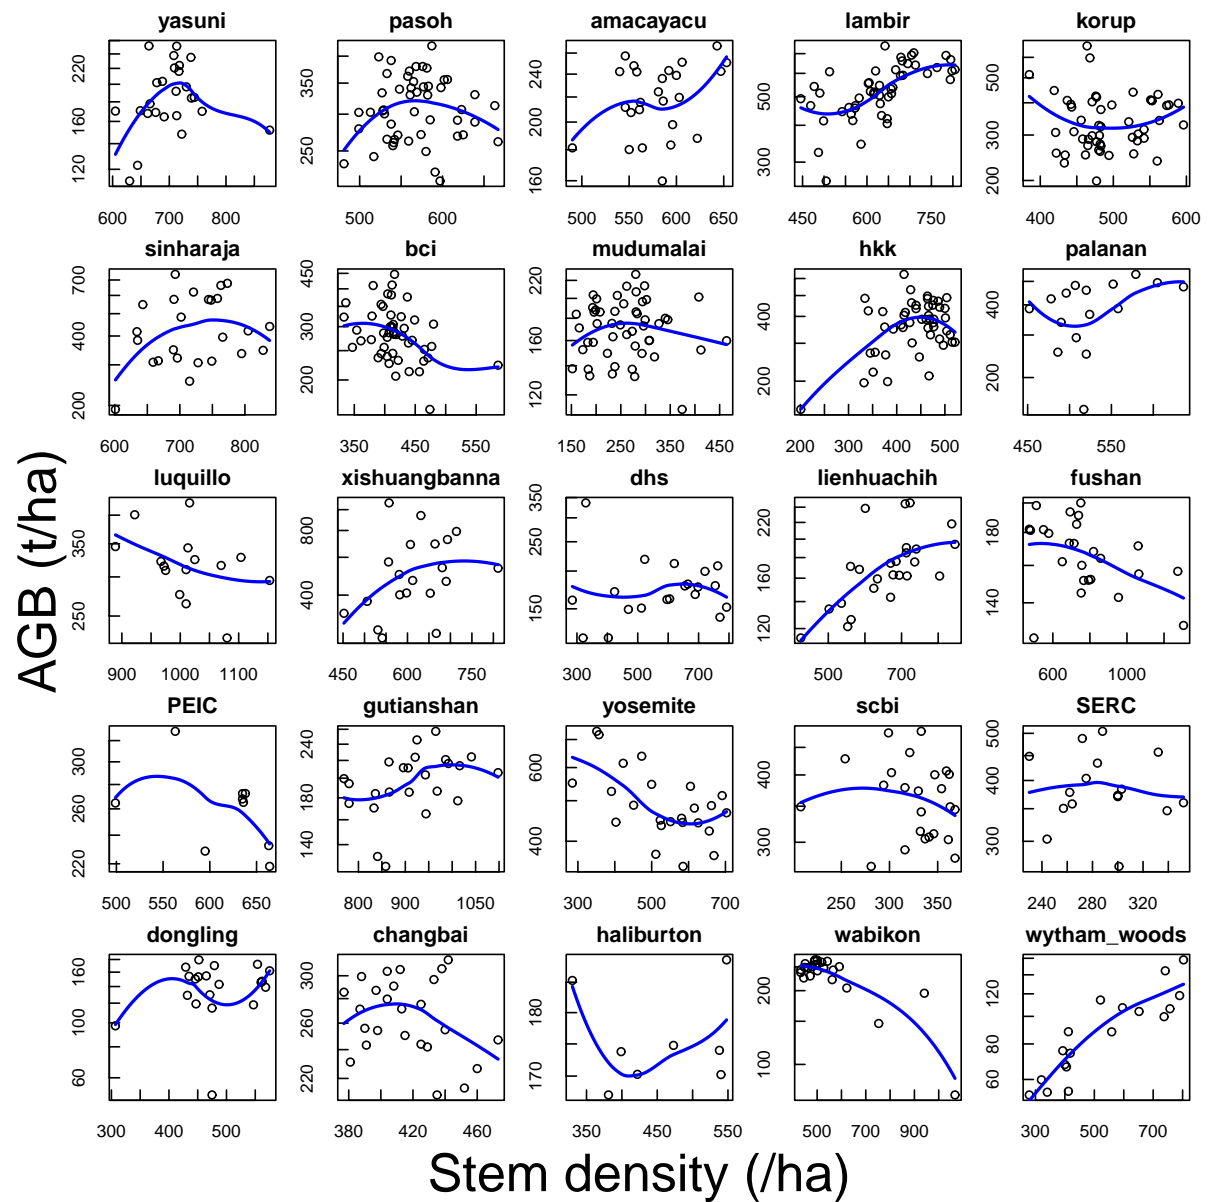 yasuni pasoh amacayacu lambir korup
120 160 220
250 350
160 200 240
300 500
200 300 500
600 700 800
500 600
500 550 600 650
450 600 750
400 500 600
sinharaja bci mudumalai hkk palanan
200 400 700
200 300 450
120 160 220
200 400
200 400
600 700 800
350 450 550
150 250 350 450
200 300 400 500
450 550
luquillo xishuangbanna dhs lienhuachih fushan
250 350
400 800
150 250 350
120 160 220
140 180
900 1000 1100
450 600 750
300 500 700
500 700
600 1000
PEIC gutianshan yosemite scbi SERC
220 260 300
140 180 240
400 600
300 400
300 400 500
500 550 600 650
800 900 1100
300 500 700
250 300 350
240 280 320
dongling changbai haliburton wabikon wytham_woods
60 100 160
220 260 300
170 180
100 200
60 80 120
300 400 500
380 420 460
350 450 550
500 700 900
300 500 700
AGB (t/ha)
Stem density (/ha)